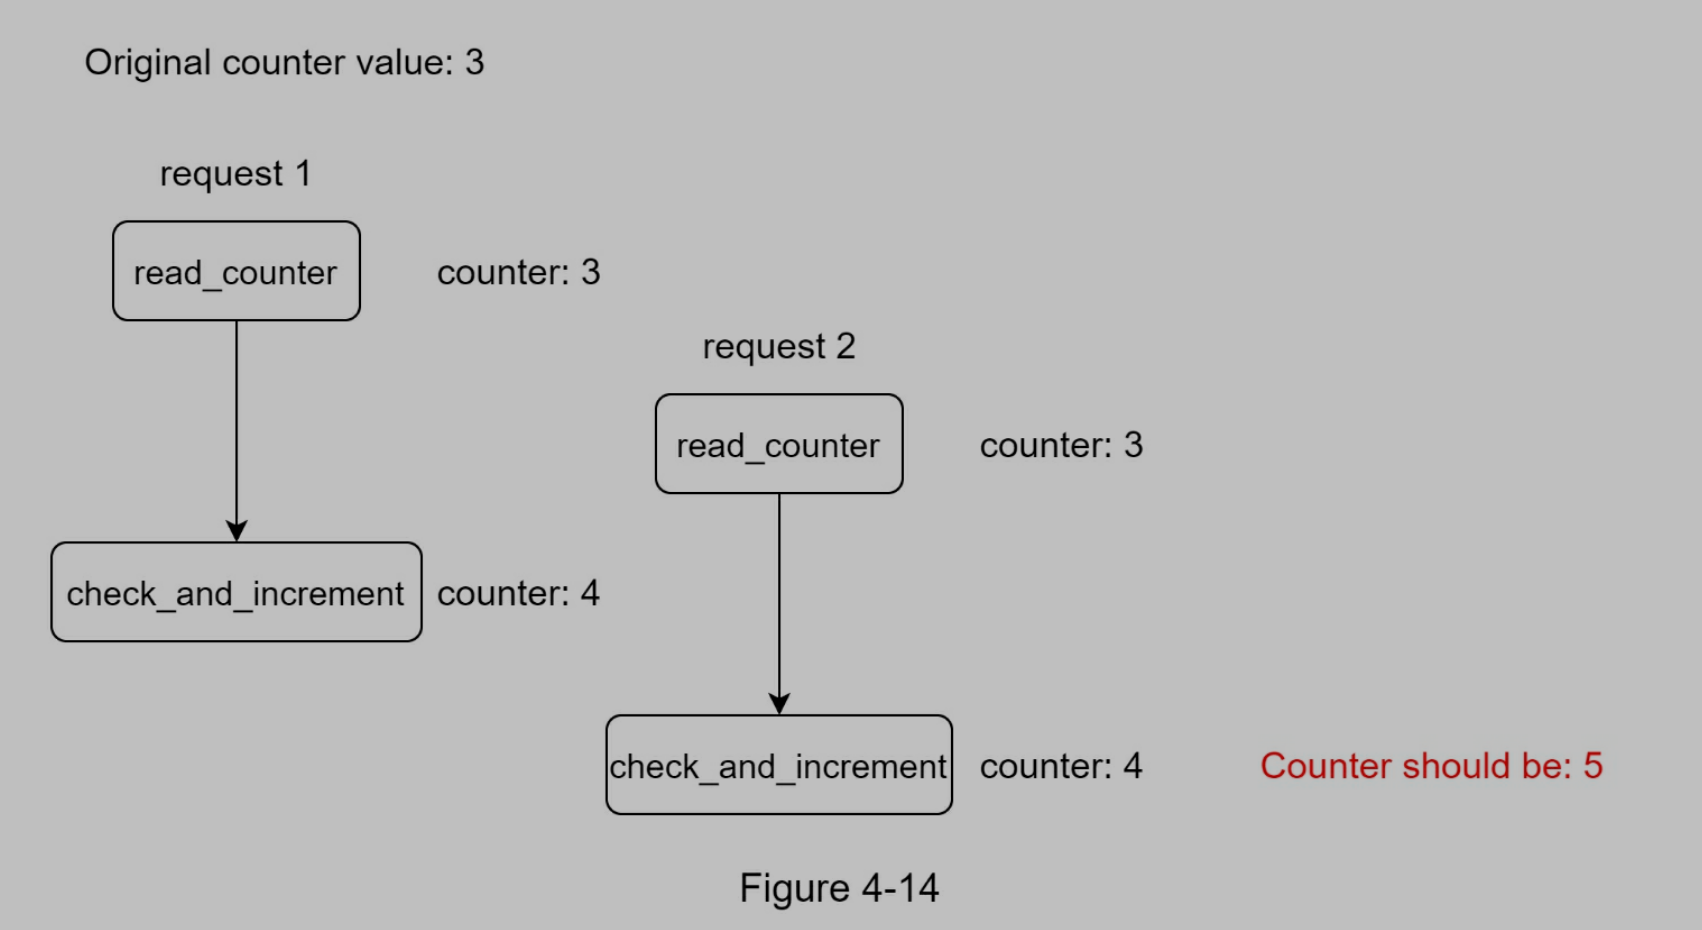 Original counter value: 3
request 1
read_counter
counter: 3
request 2
read_counter
counter: 3
check_and_increment
counter: 4
check_and_increment
counter: 4
Counter should be: 5
Figure 4-14